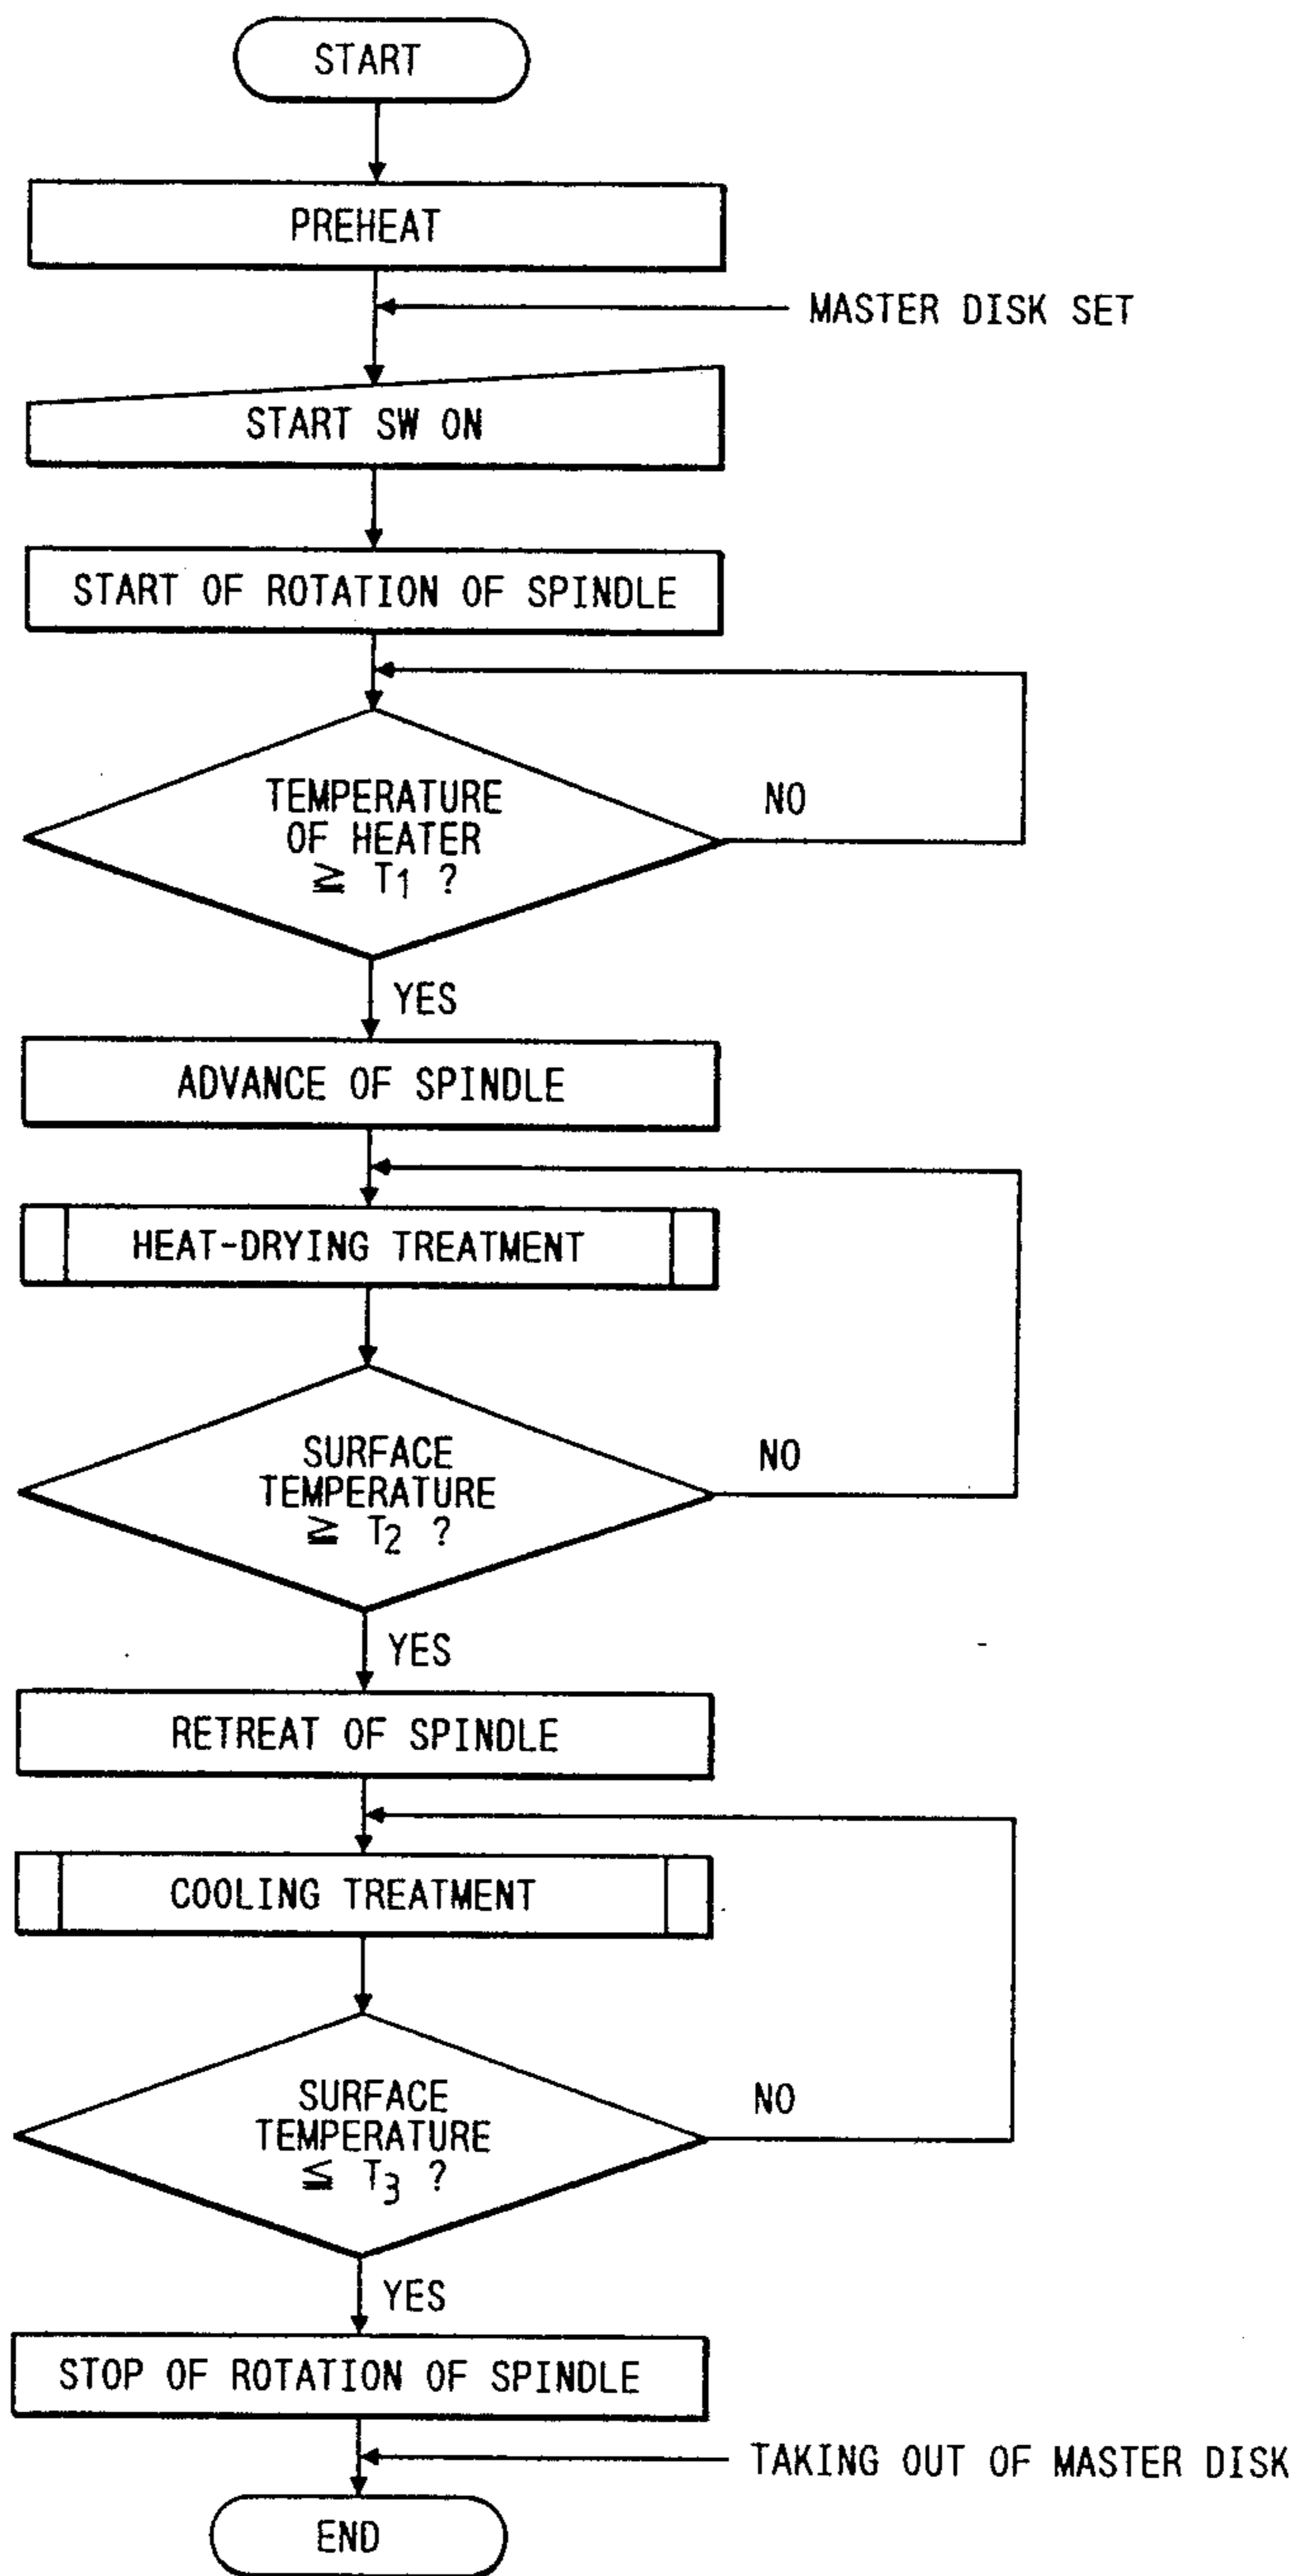 START
PREHEAT
MASTER DISK SET
START SW ON
START OF ROTATION OF SPINDLE
TEMPERATURE
OF HEATER
≧ T1 ?
NO
YES
ADVANCE OF SPINDLE
HEAT-DRYING TREATMENT
SURFACE
TEMPERATURE
≧ T2 ?
NO
YES
RETREAT OF SPINDLE
COOLING TREATMENT
SURFACE
TEMPERATURE
≦ T3 ?
NO
YES
STOP OF ROTATION OF SPINDLE
TAKING OUT OF MASTER DISK
END